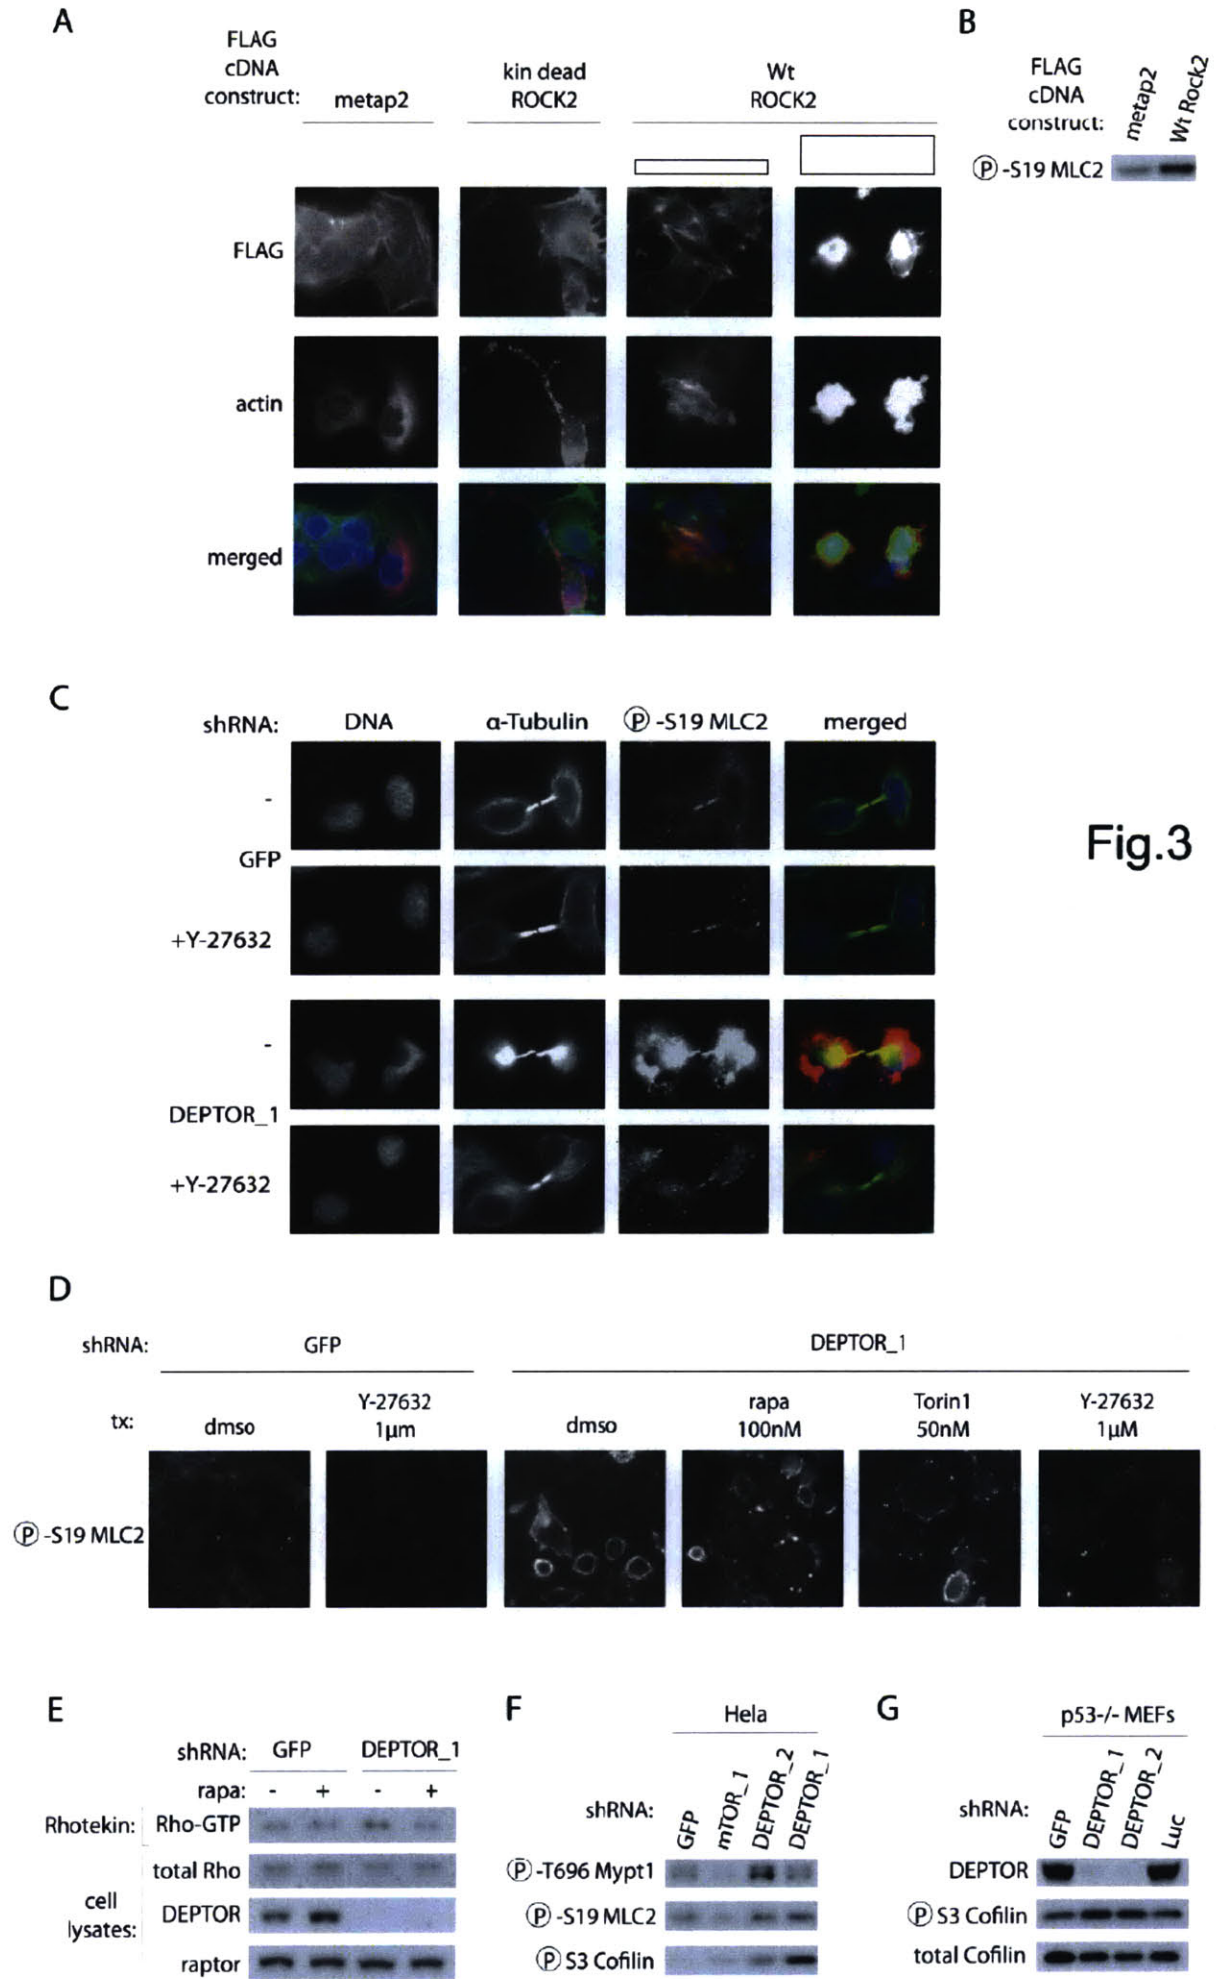 A
FLAG
cDNA
construct:
metap2
kin dead
ROCK2
Wt
ROCK2
FLAG
actin
merged
B
FLAG
cDNA
construct:
metap2
Wt Rock2
Ⓟ -S19 MLC2
C
shRNA:
DNA
α-Tubulin
Ⓟ -S19 MLC2
merged
-
GFP
+Y-27632
-
DEPTOR_1
+Y-27632
Fig.3
D
shRNA:
GFP
DEPTOR_1
tx:
dmso
Y-27632
1μm
dmso
rapa
100nM
Torin1
50nM
Y-27632
1μM
Ⓟ -S19 MLC2
E
shRNA:
GFP
DEPTOR_1
rapa:
- + - +
Rhotekin:
Rho-GTP
total Rho
cell
lysates:
DEPTOR
raptor
F
Hela
shRNA:
GFP
mTOR_1
DEPTOR_2
DEPTOR_1
Ⓟ -T696 Mypt1
Ⓟ -S19 MLC2
Ⓟ S3 Cofilin
G
p53-/- MEFs
shRNA:
GFP
DEPTOR_1
DEPTOR_2
Luc
DEPTOR
Ⓟ S3 Cofilin
total Cofilin